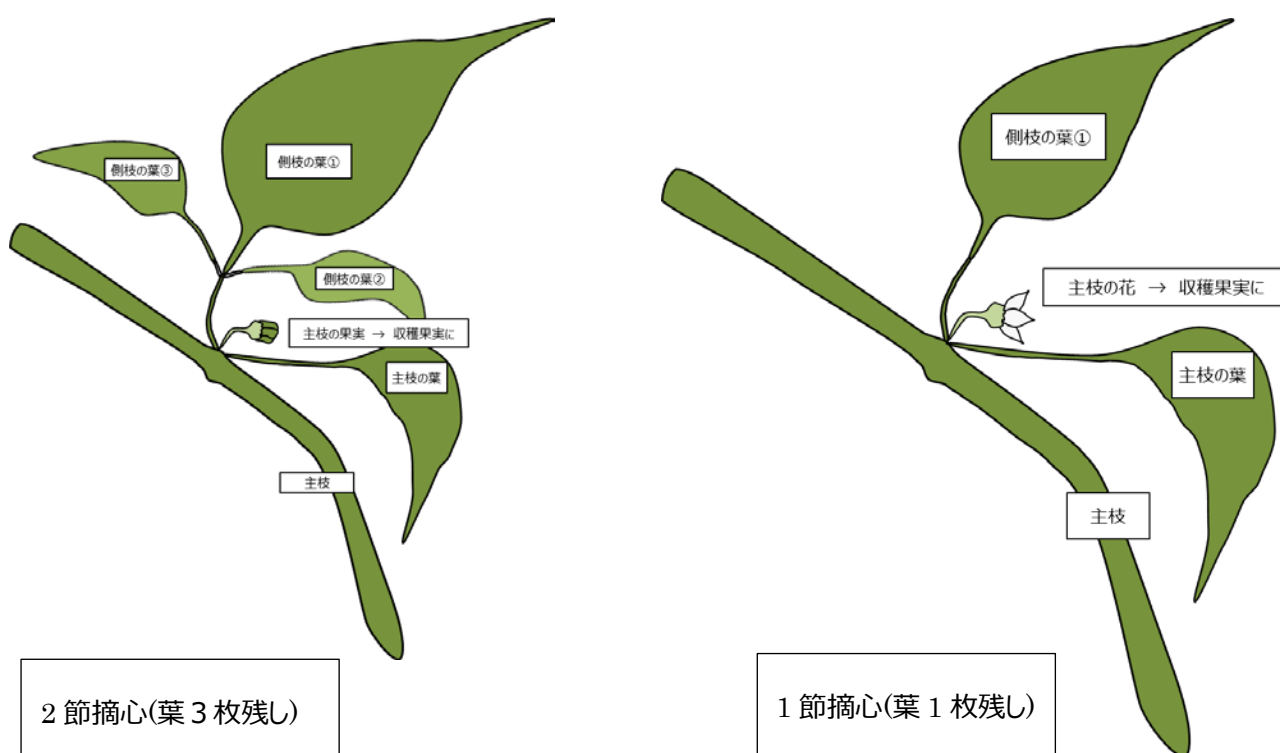 側枝の葉①
側枝の葉③
側枝の葉②
主枝の果実 → 収穫果実に
主枝の葉
主枝
2 節摘心(葉 3 枚残し)
側枝の葉①
主枝の花 → 収穫果実に
主枝の葉
主枝
1 節摘心(葉 1 枚残し)